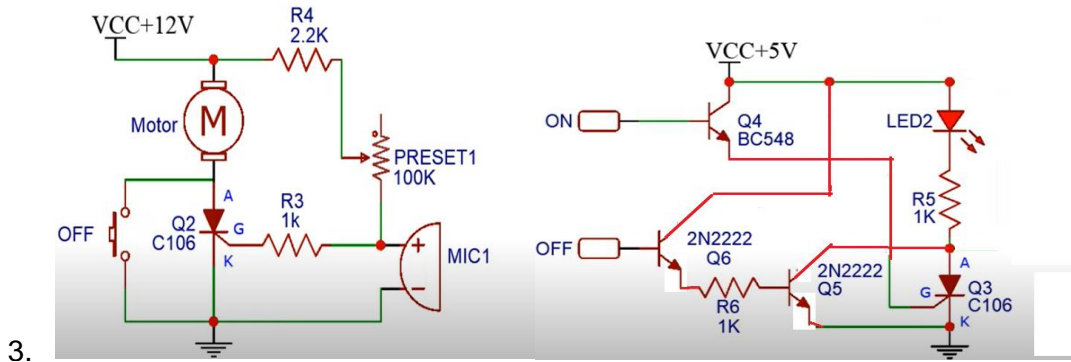 3.
VCC+12V
R4
2.2K
Motor
M
PRESET1
100K
A
R3
1k
OFF
Q2
C106
G
K
+
−
MIC1
VCC+5V
ON
Q4
BC548
LED2
R5
1K
OFF
2N2222
Q6
R6
1K
2N2222
Q5
A
G
Q3
C106
K